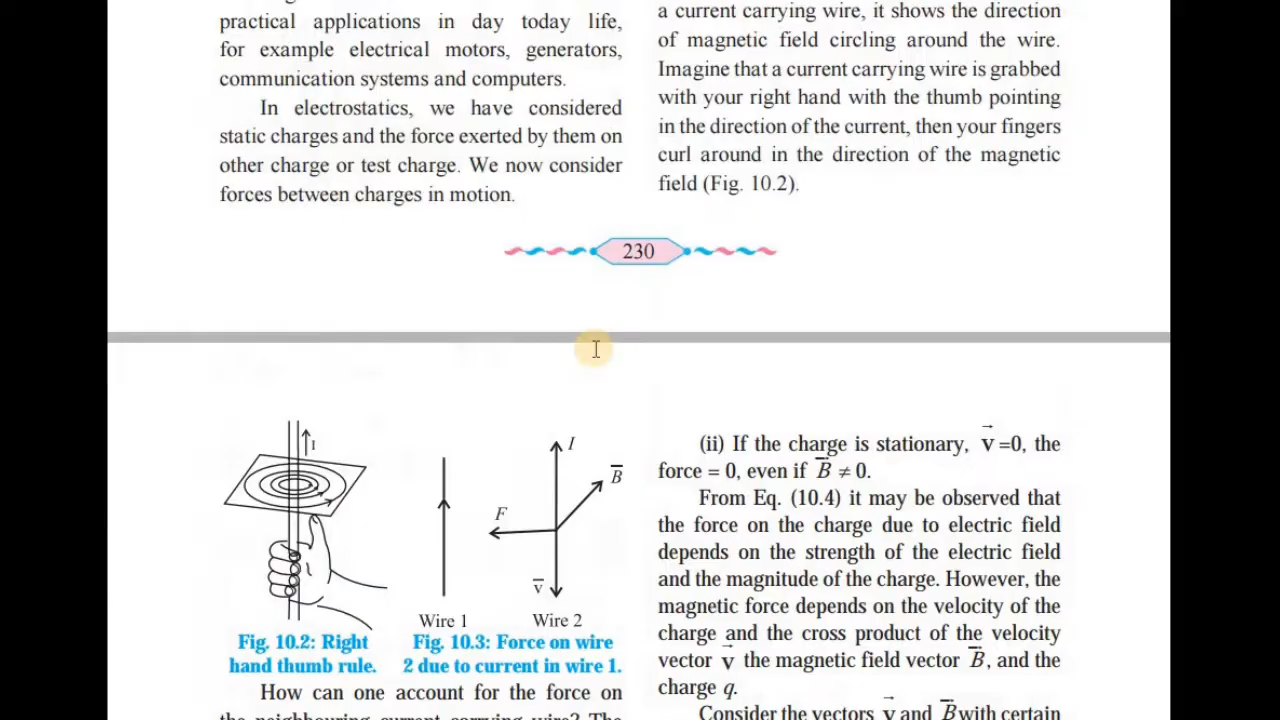 practical applications in day today life,
for example electrical motors, generators,
communication systems and computers.
In electrostatics, we have considered
static charges and the force exerted by them on
other charge or test charge. We now consider
forces between charges in motion.
a current carrying wire, it shows the direction
of magnetic field circling around the wire.
Imagine that a current carrying wire is grabbed
with your right hand with the thumb pointing
in the direction of the current, then your fingers
curl around in the direction of the magnetic
field (Fig. 10.2).
230
I
Fig. 10.2: Right
hand thumb rule.
I
B̅
F
v̅
Wire 1 Wire 2
Fig. 10.3: Force on wire
2 due to current in wire 1.
How can one account for the force on
the neighbouring current carrying wire? The
(ii) If the charge is stationary, v⃗ =0, the
force = 0, even if B⃗ ≠ 0.
From Eq. (10.4) it may be observed that
the force on the charge due to electric field
depends on the strength of the electric field
and the magnitude of the charge. However, the
magnetic force depends on the velocity of the
charge and the cross product of the velocity
vector v⃗ the magnetic field vector B⃗, and the
charge q.
Consider the vectors v⃗ and B⃗ with certain